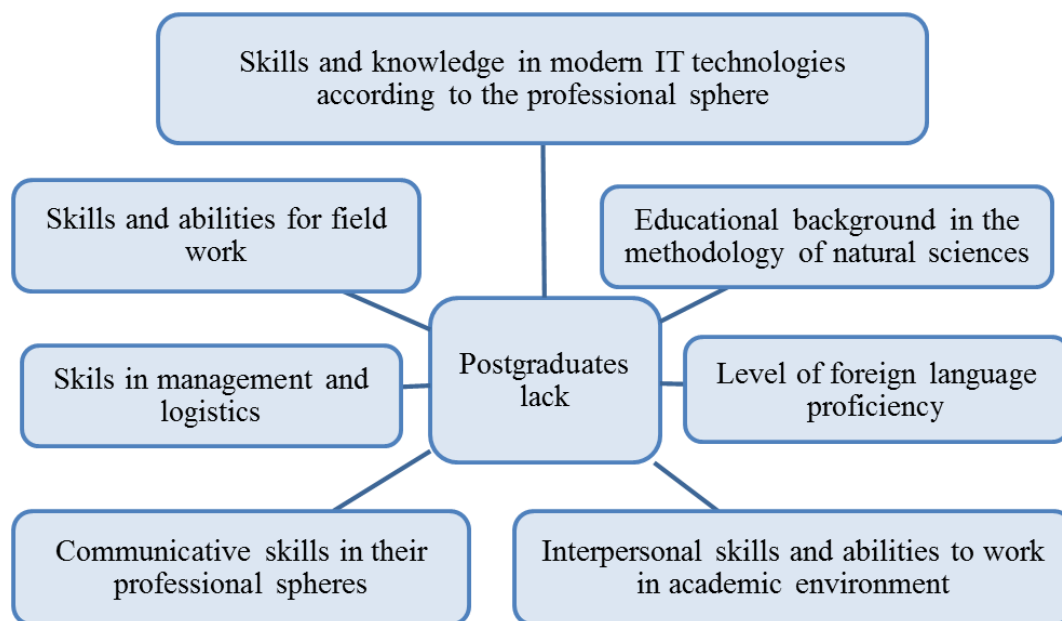 Skills and knowledge in modern IT technologies
according to the professional sphere
Skills and abilities for field
work
Educational background in the
methodology of natural sciences
Postgraduates
lack
Skils in management and
logistics
Level of foreign language
proficiency
Communicative skills in their
professional spheres
Interpersonal skills and abilities to work
in academic environment